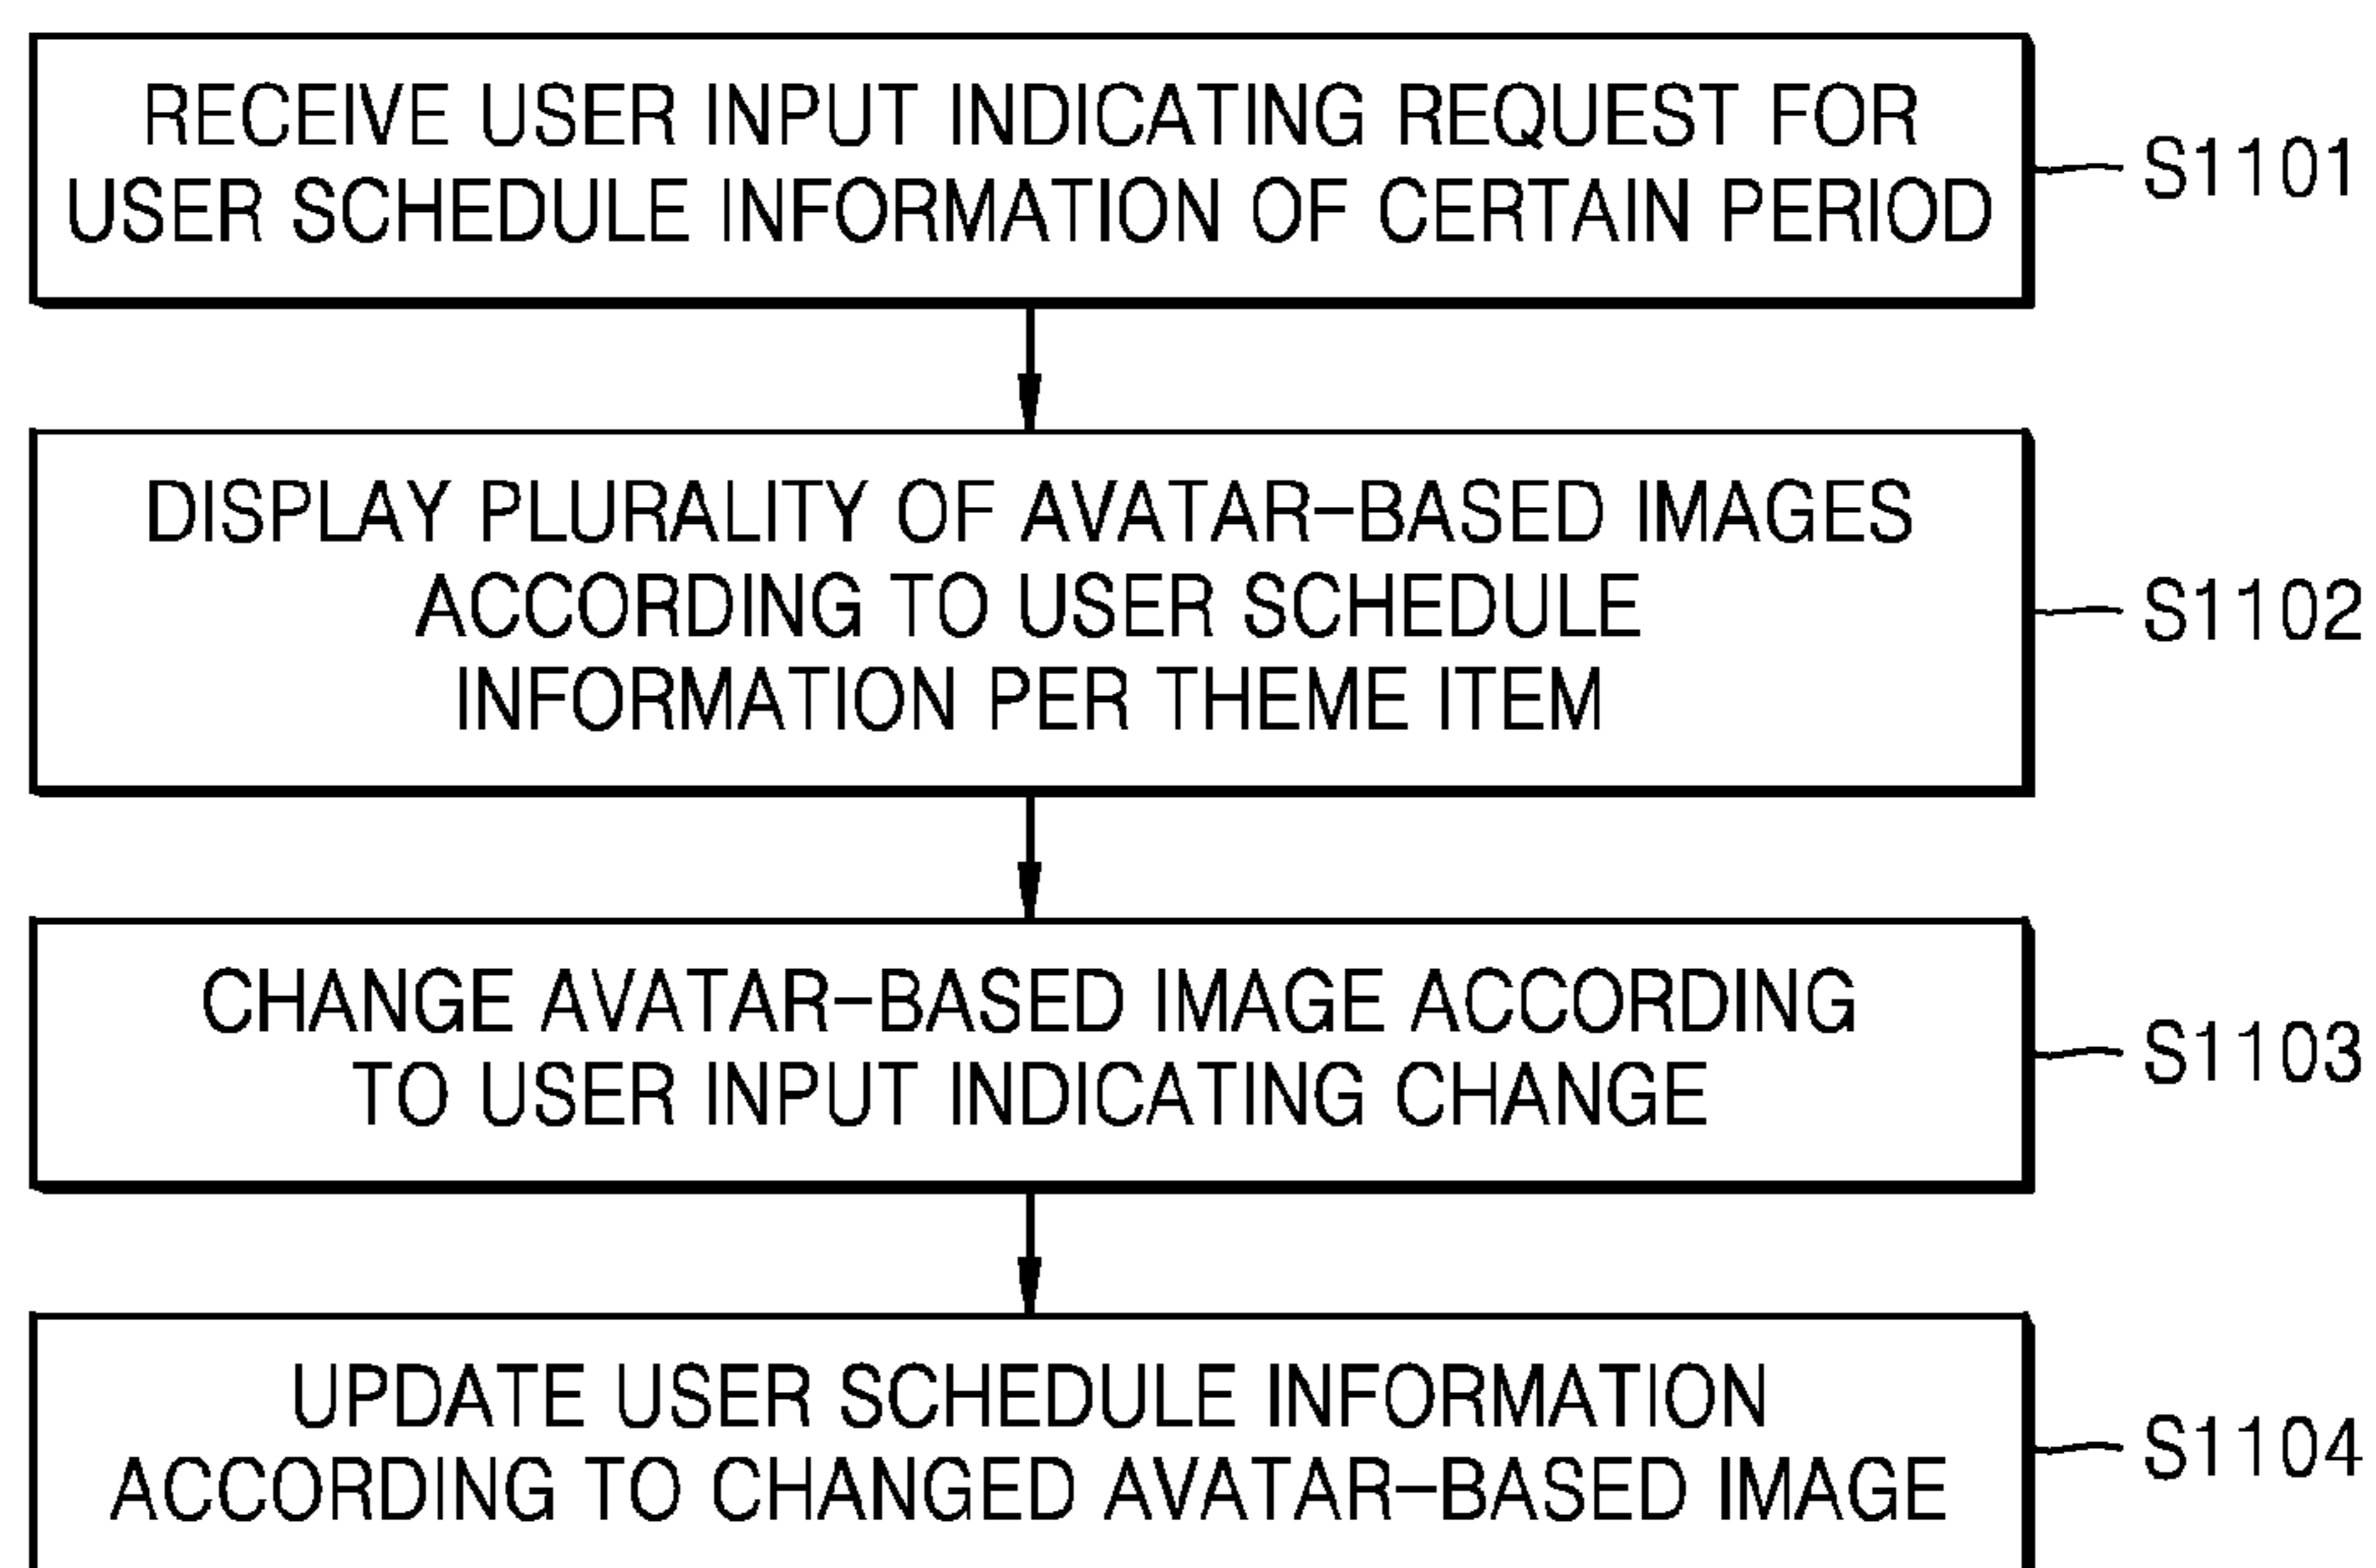 RECEIVE USER INPUT INDICATING REQUEST FOR
USER SCHEDULE INFORMATION OF CERTAIN PERIOD
S1101
DISPLAY PLURALITY OF AVATAR-BASED IMAGES
ACCORDING TO USER SCHEDULE
INFORMATION PER THEME ITEM
S1102
CHANGE AVATAR-BASED IMAGE ACCORDING
TO USER INPUT INDICATING CHANGE
S1103
UPDATE USER SCHEDULE INFORMATION
ACCORDING TO CHANGED AVATAR-BASED IMAGE
S1104